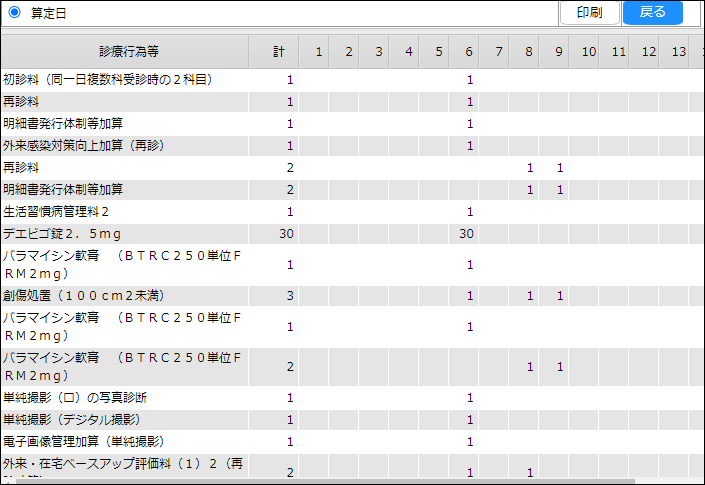 算定日 印刷 戻る
診療行為等 計 1 2 3 4 5 6 7 8 9 10 11 12 13
初診料（同一日複数科受診時の２科目） 1 1
再診料 1 1
明細書発行体制等加算 1 1
外来感染対策向上加算（再診） 1 1
再診料 2 1 1
明細書発行体制等加算 2 1 1
生活習慣病管理料２ 1 1
デエビゴ錠２．５ｍｇ 30 30
バラマイシン軟膏　（ＢＴＲＣ２５０単位Ｆ
ＲＭ２ｍｇ） 1 1
創傷処置（１００ｃｍ２未満） 3 1 1 1
バラマイシン軟膏　（ＢＴＲＣ２５０単位Ｆ
ＲＭ２ｍｇ） 1 1
バラマイシン軟膏　（ＢＴＲＣ２５０単位Ｆ
ＲＭ２ｍｇ） 2 1 1
単純撮影（ロ）の写真診断 1 1
単純撮影（デジタル撮影） 1 1
電子画像管理加算（単純撮影） 1 1
外来・在宅ベースアップ評価料（１）２（再
2 1 1